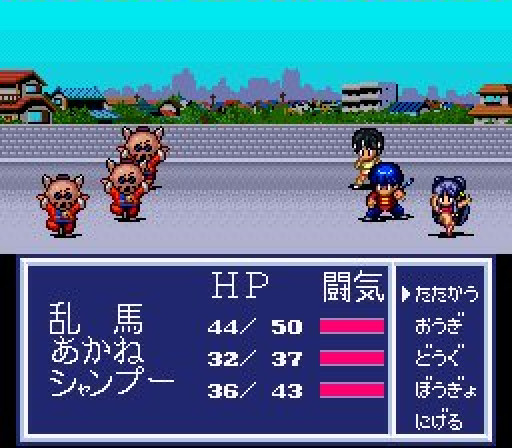 HP 闘気
乱 馬 44/ 50
あかね 32/ 37
シャンプー 36/ 43
▶たたかう
おうぎ
どうぐ
ぼうぎょ
にげる